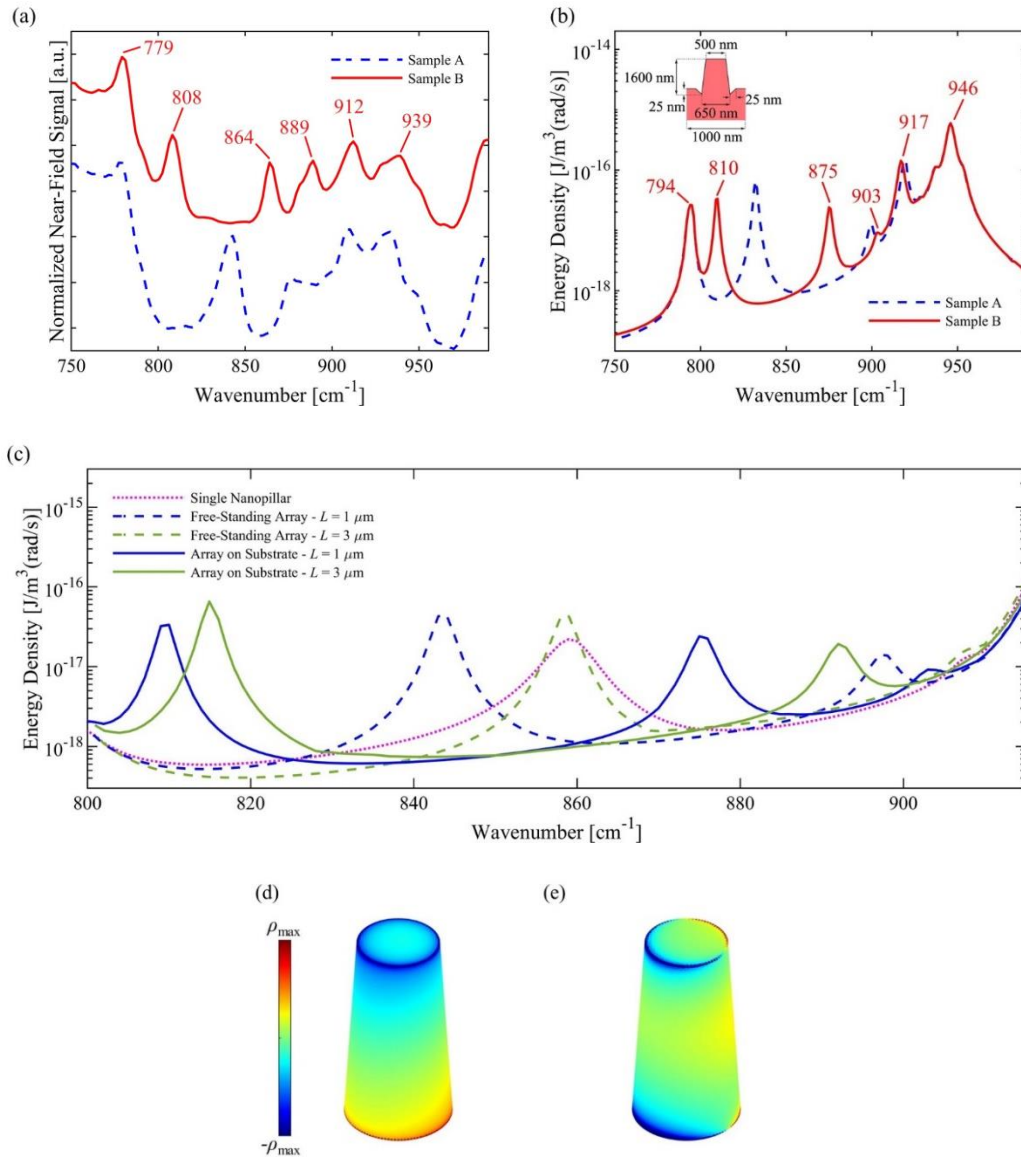 (a)
Normalized Near-Field Signal [a.u.]
779
808
864
889
912
939
Sample A
Sample B
750 800 850 900 950
Wavenumber [cm⁻¹]
(b)
Energy Density [J/m³(rad/s)]
10⁻¹⁴
10⁻¹⁶
10⁻¹⁸
500 nm
1600 nm
25 nm
25 nm
650 nm
1000 nm
794
810
875
903
917
946
Sample A
Sample B
750 800 850 900 950
Wavenumber [cm⁻¹]
(c)
Energy Density [J/m³(rad/s)]
10⁻¹⁵
10⁻¹⁶
10⁻¹⁷
10⁻¹⁸
Single Nanopillar
Free-Standing Array - L = 1 μm
Free-Standing Array - L = 3 μm
Array on Substrate - L = 1 μm
Array on Substrate - L = 3 μm
800 820 840 860 880 900
Wavenumber [cm⁻¹]
(d)
ρmax
-ρmax
(e)